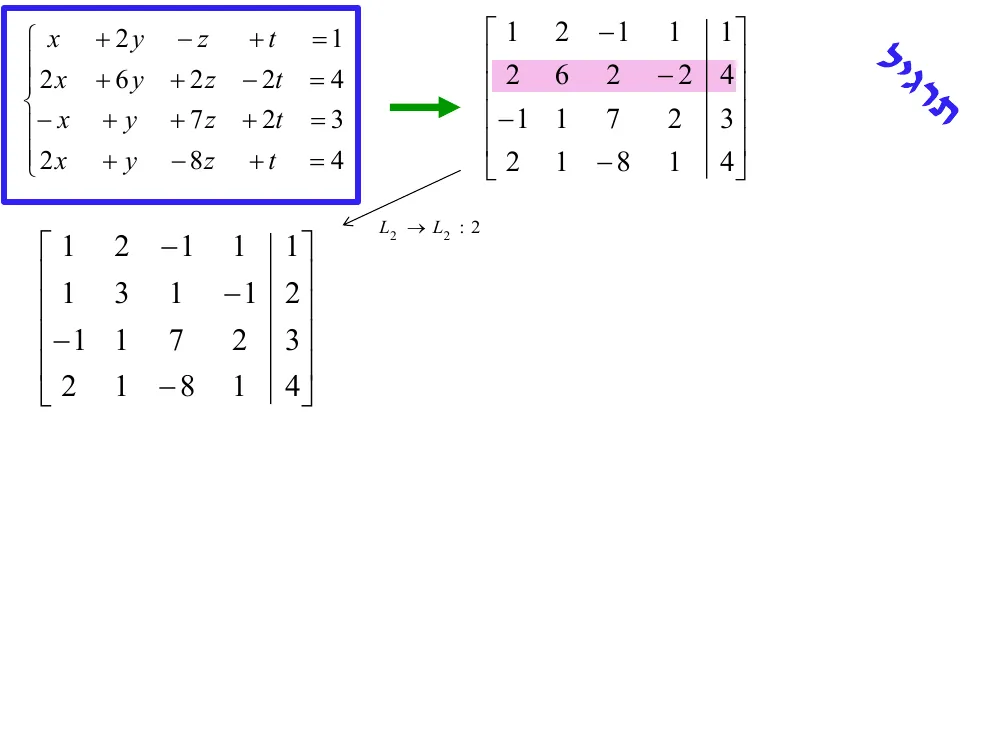 x + 2y − z + t = 1
2x + 6y + 2z − 2t = 4
− x + y + 7z + 2t = 3
2x + y − 8z + t = 4
1 2 −1 1 1
2 6 2 −2 4
−1 1 7 2 3
2 1 −8 1 4
תרגיל
L₂ → L₂ : 2
1 2 −1 1 1
1 3 1 −1 2
−1 1 7 2 3
2 1 −8 1 4